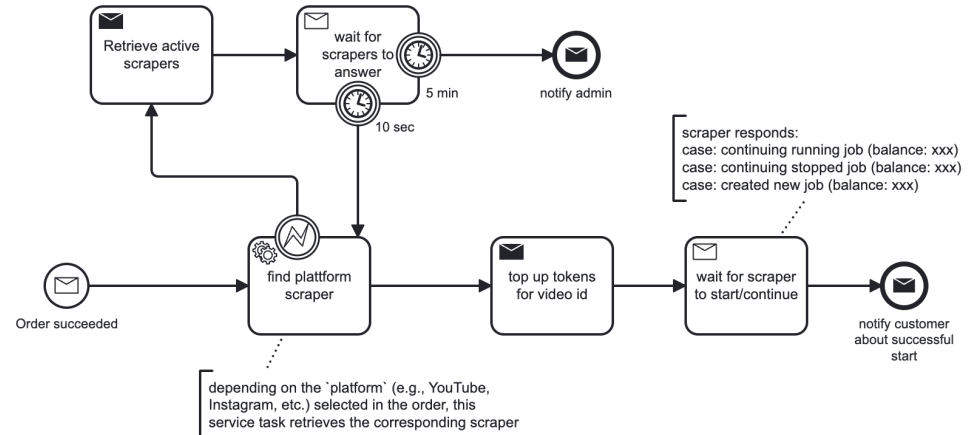 Retrieve active
scrapers
wait for
scrapers to
answer
5 min
10 sec
notify admin
scraper responds:
case: continuing running job (balance: xxx)
case: continuing stopped job (balance: xxx)
case: created new job (balance: xxx)
Order succeeded
find plattform
scraper
top up tokens
for video id
wait for scraper
to start/continue
notify customer
about successful
start
depending on the `platform` (e.g., YouTube,
Instagram, etc.) selected in the order, this
service task retrieves the corresponding scraper